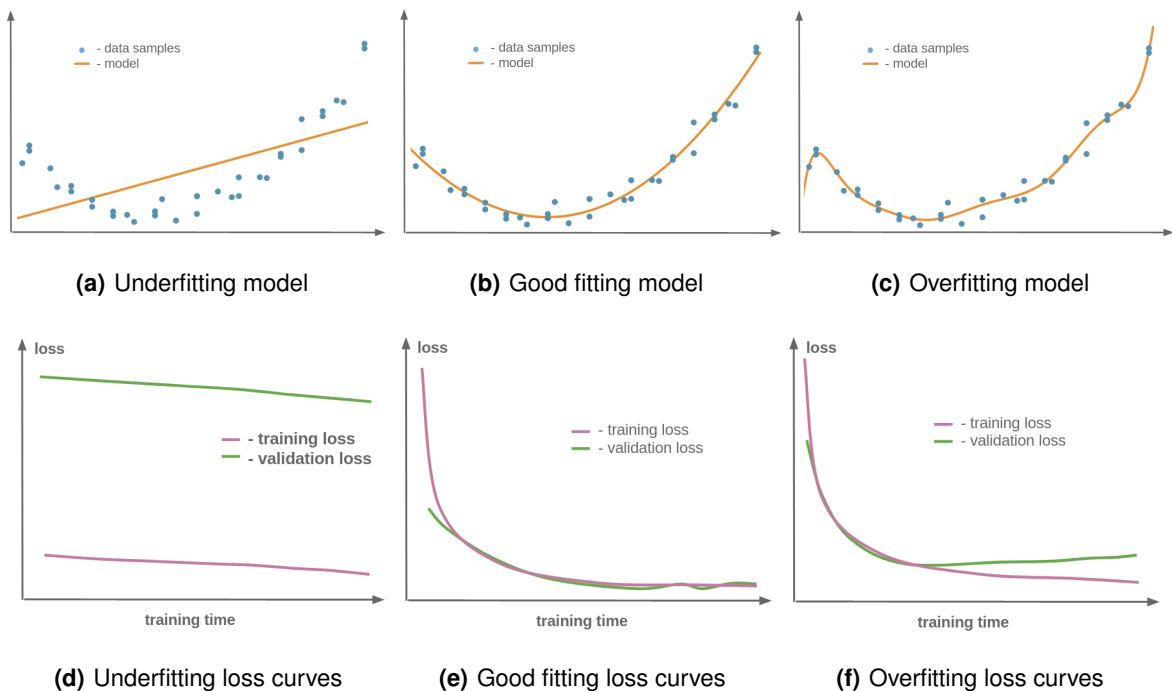 - data samples
- model
- data samples
- model
- data samples
- model
(a) Underfitting model
(b) Good fitting model
(c) Overfitting model
loss
- training loss
- validation loss
training time
loss
- training loss
- validation loss
training time
loss
- training loss
- validation loss
training time
(d) Underfitting loss curves
(e) Good fitting loss curves
(f) Overfitting loss curves